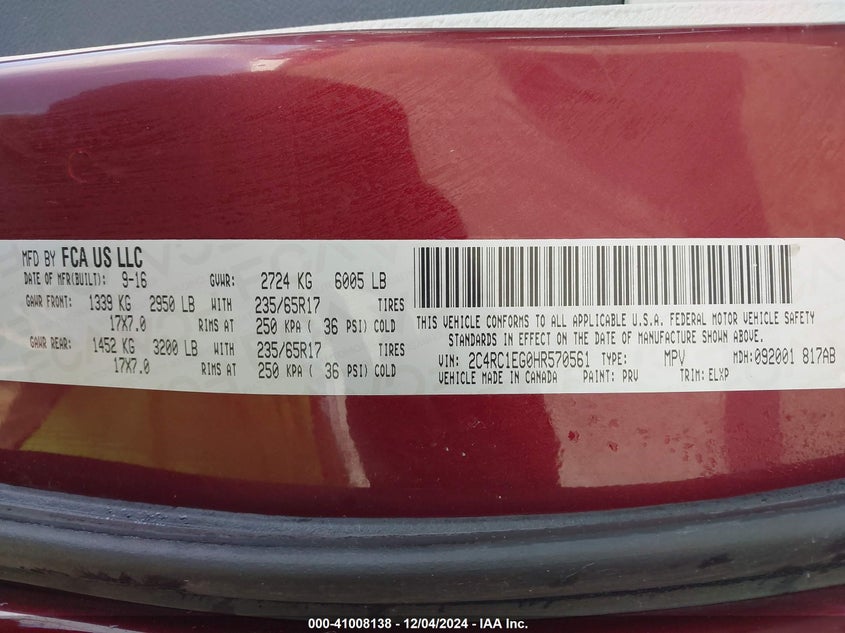 MFD BY FCA US LLC
DATE OF MFR(BUILT): 9-16 GVWR: 2724 KG 6005 LB
GAWR FRONT: 1339 KG 2950 LB WITH 235/65R17 TIRES
17X7.0 RIMS AT 250 KPA ( 36 PSI) COLD
GAWR REAR: 1452 KG 3200 LB WITH 235/65R17 TIRES
17X7.0 RIMS AT 250 KPA ( 36 PSI) COLD
THIS VEHICLE CONFORMS TO ALL APPLICABLE U.S.A. FEDERAL MOTOR VEHICLE SAFETY
STANDARDS IN EFFECT ON THE DATE OF MANUFACTURE SHOWN ABOVE.
VIN: 2C4RC1EG0HR570561 TYPE: MPV MDH:092001 817AB
VEHICLE MADE IN CANADA PAINT: PRV TRIM: ELXP
000-41008138 - 12/04/2024 - IAA Inc.